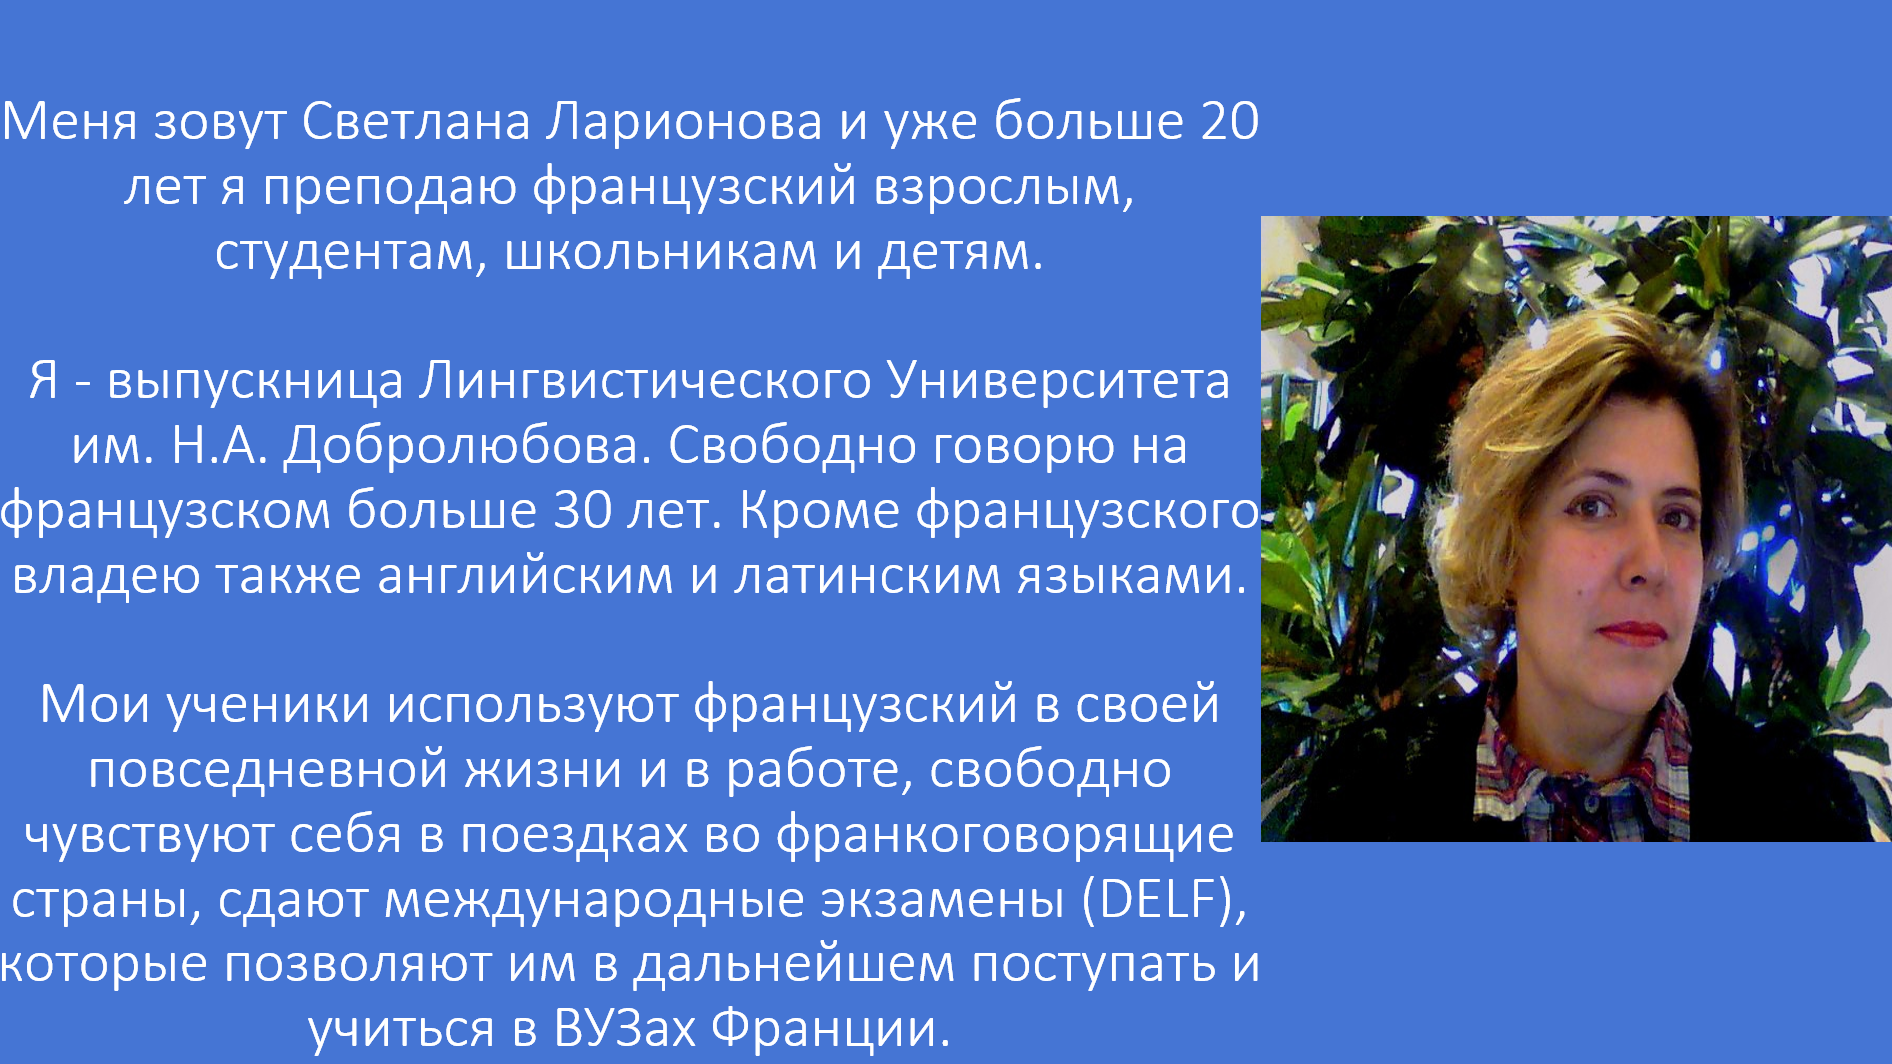 Меня зовут Светлана Ларионова и уже больше 20
лет я преподаю французский взрослым,
студентам, школьникам и детям.
Я - выпускница Лингвистического Университета
им. Н.А. Добролюбова. Свободно говорю на
французском больше 30 лет. Кроме французского
владею также английским и латинским языками.
Мои ученики используют французский в своей
повседневной жизни и в работе, свободно
чувствуют себя в поездках во франкоговорящие
страны, сдают международные экзамены (DELF),
которые позволяют им в дальнейшем поступать и
учиться в ВУЗах Франции.